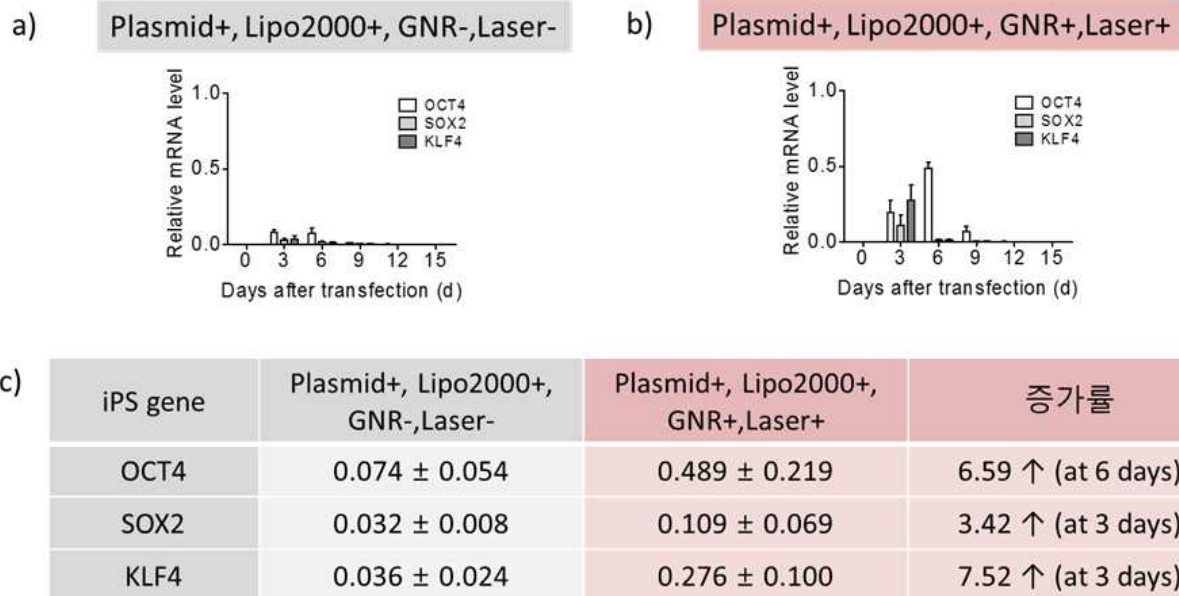 a)
Plasmid+, Lipo2000+, GNR-,Laser-
b)
Plasmid+, Lipo2000+, GNR+,Laser+
Relative mRNA level
1.0
0.5
0.0
OCT4
SOX2
KLF4
0 3 6 9 12 15
Days after transfection (d)
Relative mRNA level
1.0
0.5
0.0
OCT4
SOX2
KLF4
0 3 6 9 12 15
Days after transfection (d)
c)
iPS gene
Plasmid+, Lipo2000+,
GNR-,Laser-
Plasmid+, Lipo2000+,
GNR+,Laser+
증가률
OCT4 0.074 ± 0.054 0.489 ± 0.219 6.59 ↑ (at 6 days)
SOX2 0.032 ± 0.008 0.109 ± 0.069 3.42 ↑ (at 3 days)
KLF4 0.036 ± 0.024 0.276 ± 0.100 7.52 ↑ (at 3 days)